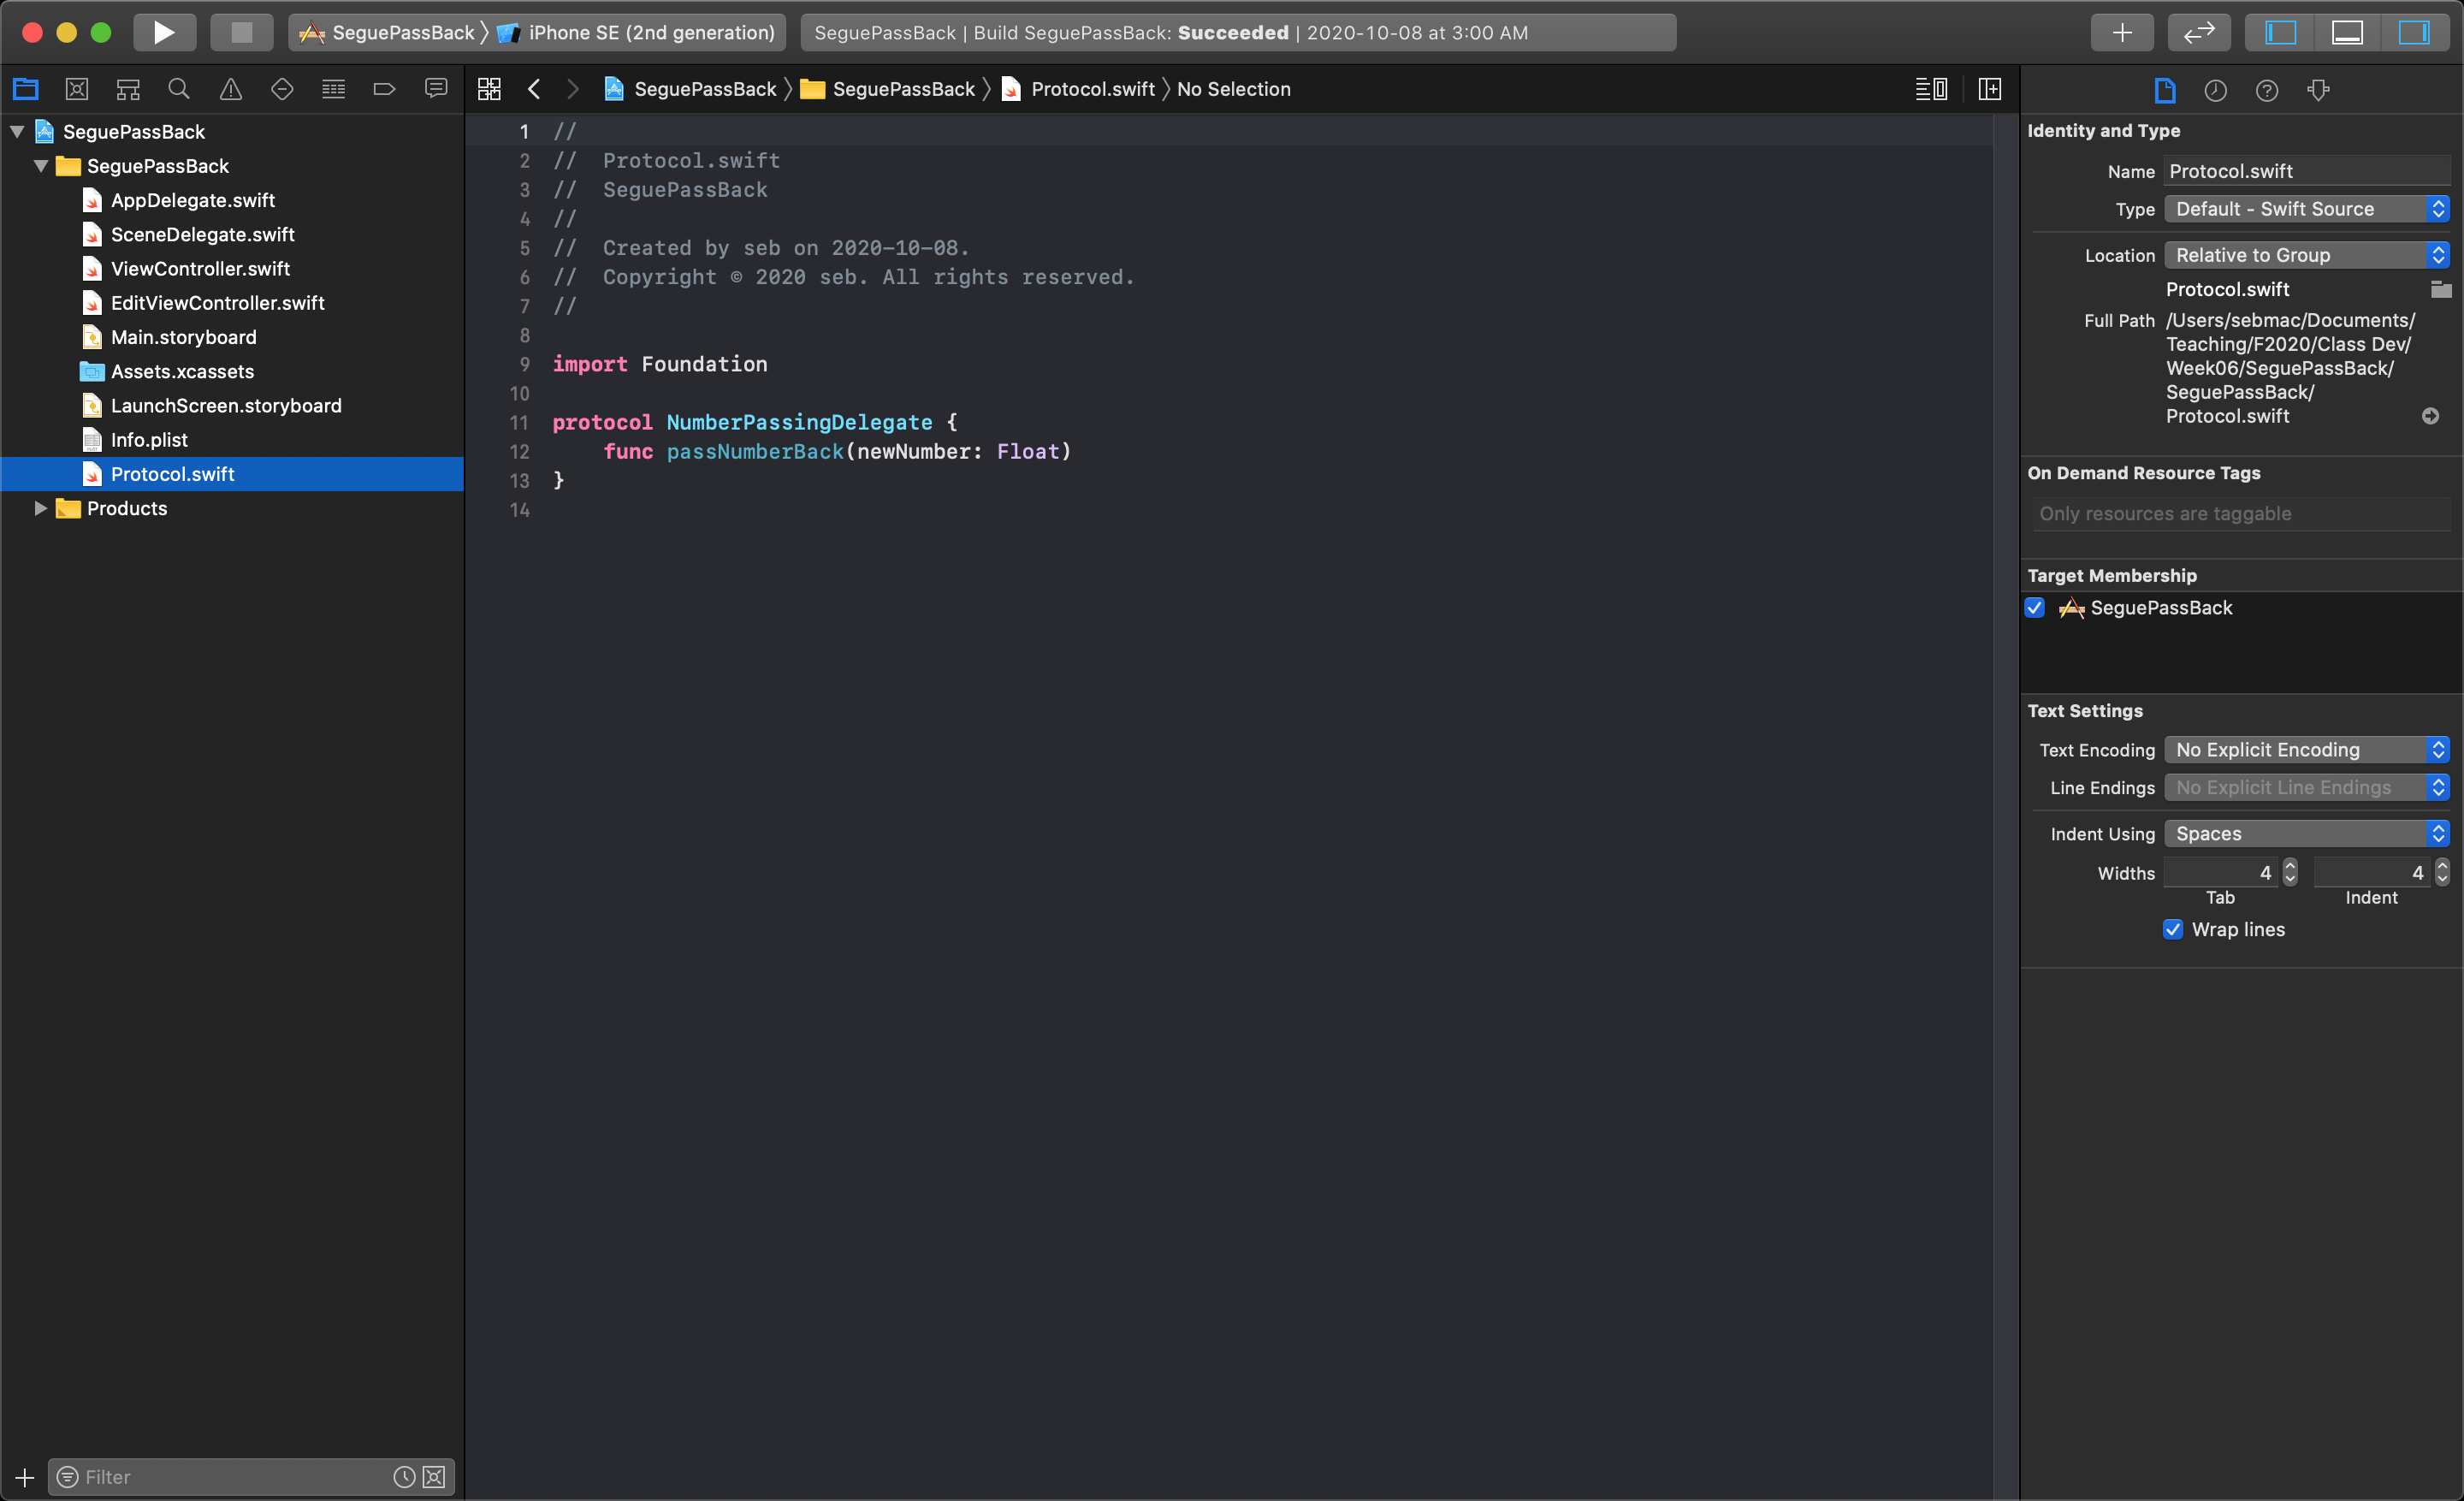 SeguePassBack 〉 iPhone SE (2nd generation)
SeguePassBack | Build SeguePassBack: Succeeded | 2020-10-08 at 3:00 AM
SeguePassBack 〉 SeguePassBack 〉 Protocol.swift 〉 No Selection
SeguePassBack
SeguePassBack
AppDelegate.swift
SceneDelegate.swift
ViewController.swift
EditViewController.swift
Main.storyboard
Assets.xcassets
LaunchScreen.storyboard
Info.plist
Protocol.swift
Products
Filter
1 //
2 //  Protocol.swift
3 //  SeguePassBack
4 //
5 //  Created by seb on 2020-10-08.
6 //  Copyright © 2020 seb. All rights reserved.
7 //
8
9 import Foundation
10
11 protocol NumberPassingDelegate {
12     func passNumberBack(newNumber: Float)
13 }
14
Identity and Type
Name Protocol.swift
Type Default - Swift Source
Location Relative to Group
Protocol.swift
Full Path /Users/sebmac/Documents/
Teaching/F2020/Class Dev/
Week06/SeguePassBack/
SeguePassBack/
Protocol.swift
On Demand Resource Tags
Only resources are taggable
Target Membership
SeguePassBack
Text Settings
Text Encoding No Explicit Encoding
Line Endings No Explicit Line Endings
Indent Using Spaces
Widths 4 4
Tab Indent
Wrap lines